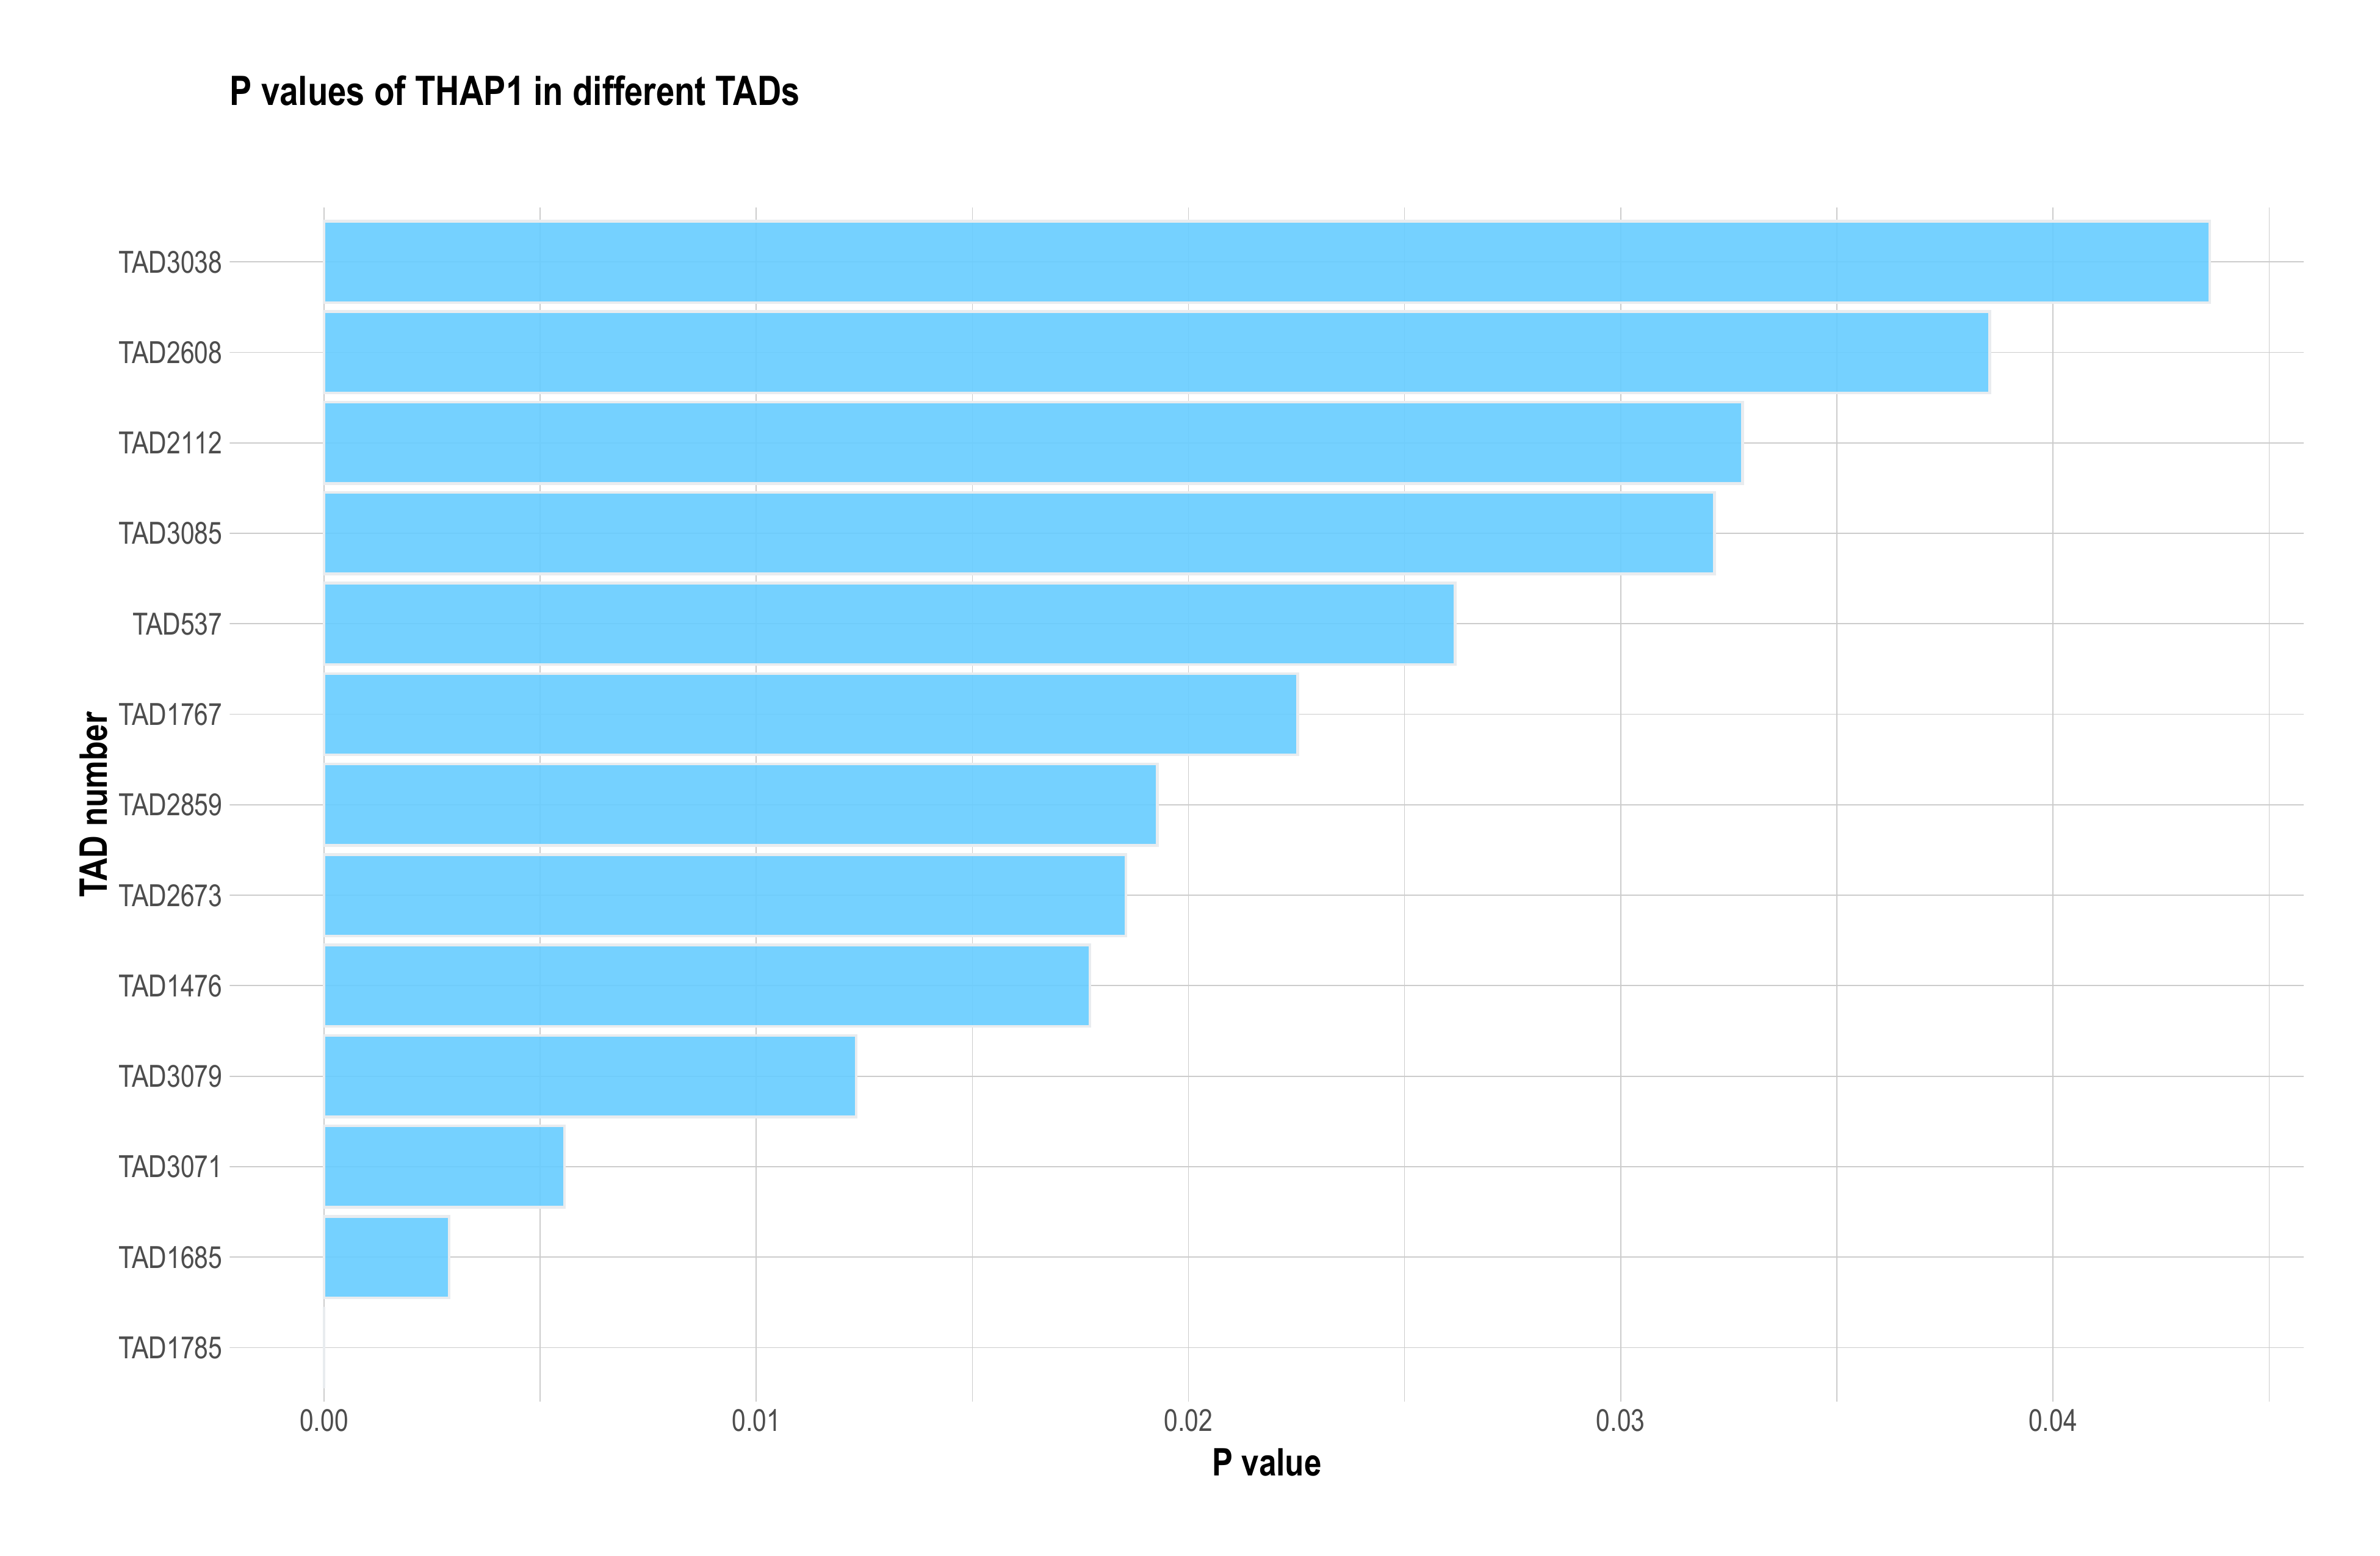 P values of THAP1 in different TADs
TAD3038
TAD2608
TAD2112
TAD3085
TAD537
TAD1767
TAD2859
TAD2673
TAD1476
TAD3079
TAD3071
TAD1685
TAD1785
TAD number
0.00 0.01 0.02 0.03 0.04
P value